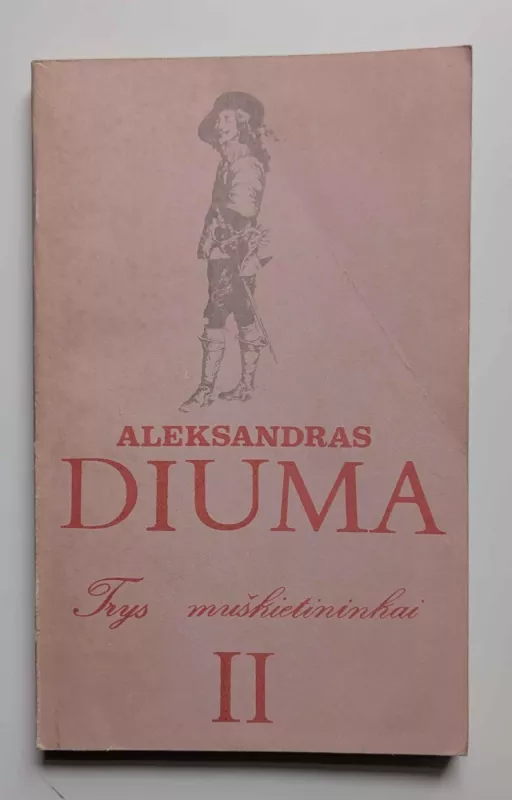 ALEKSANDRAS
DIUMA
Trys muškietininkai
II